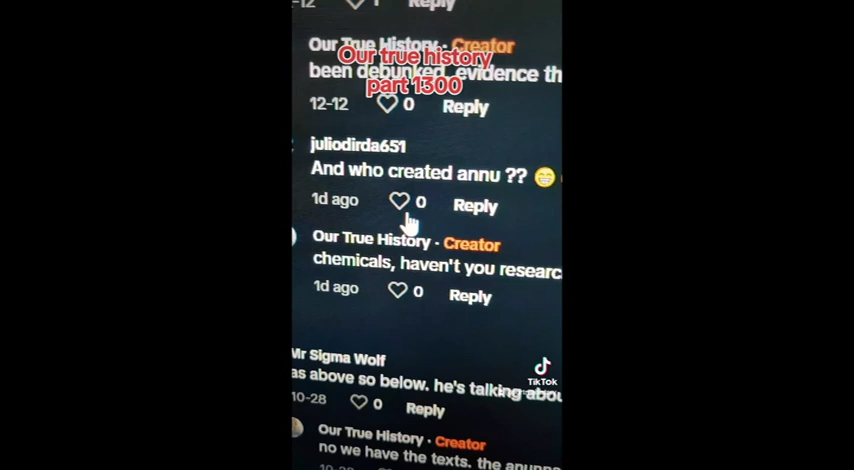 -12 1 Reply
Our True History · Creator
Our true history
been debunked, evidence th
part 1300
12-12 0 Reply
juliodirda651
And who created annu ?? 😁
1d ago 0 Reply
Our True History · Creator
chemicals, haven't you researc
1d ago 0 Reply
Mr Sigma Wolf
as above so below. he's talking abou
TikTok
10-28 0 Reply
Our True History · Creator
no we have the texts. the anunna